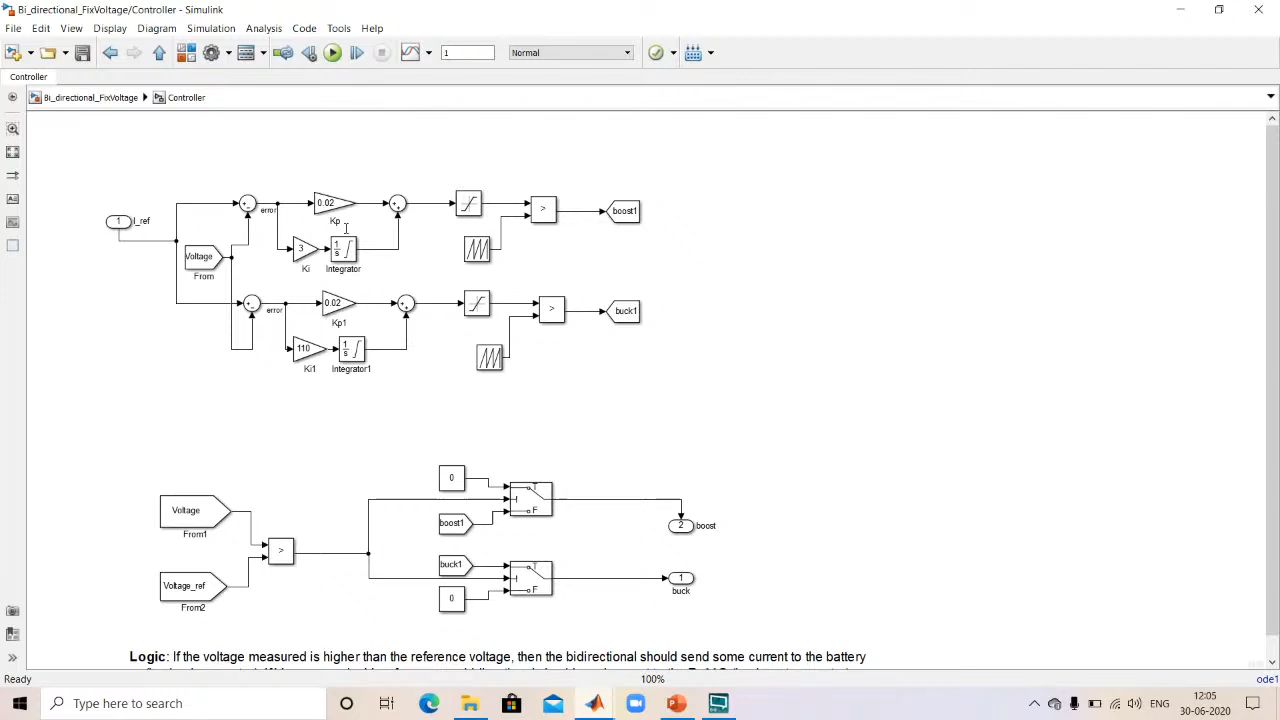 Bi_directional_FixVoltage/Controller - Simulink
File Edit View Display Diagram Simulation Analysis Code Tools Help
1 Normal
Controller
Bi_directional_FixVoltage Controller
1 I_ref
Voltage
From
error
0.02
Kp
3
Ki
1
s
Integrator
>
boost1
error
0.02
Kp1
110
Ki1
1
s
Integrator1
>
buck1
Voltage
From1
Voltage_ref
From2
>
0
boost1
T
F
2 boost
buck1
0
T
F
1
buck
Logic: If the voltage measured is higher than the reference voltage, then the bidirectional should send some current to the battery
Ready 100% ode1
Type here to search
ENG
12:05
30-06-2020